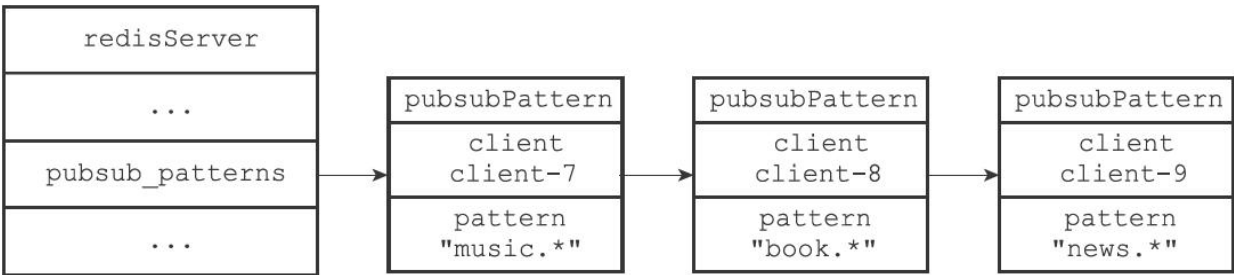 redisServer
...
pubsub_patterns
...
pubsubPattern
client
client-7
pattern
"music.*"
pubsubPattern
client
client-8
pattern
"book.*"
pubsubPattern
client
client-9
pattern
"news.*"